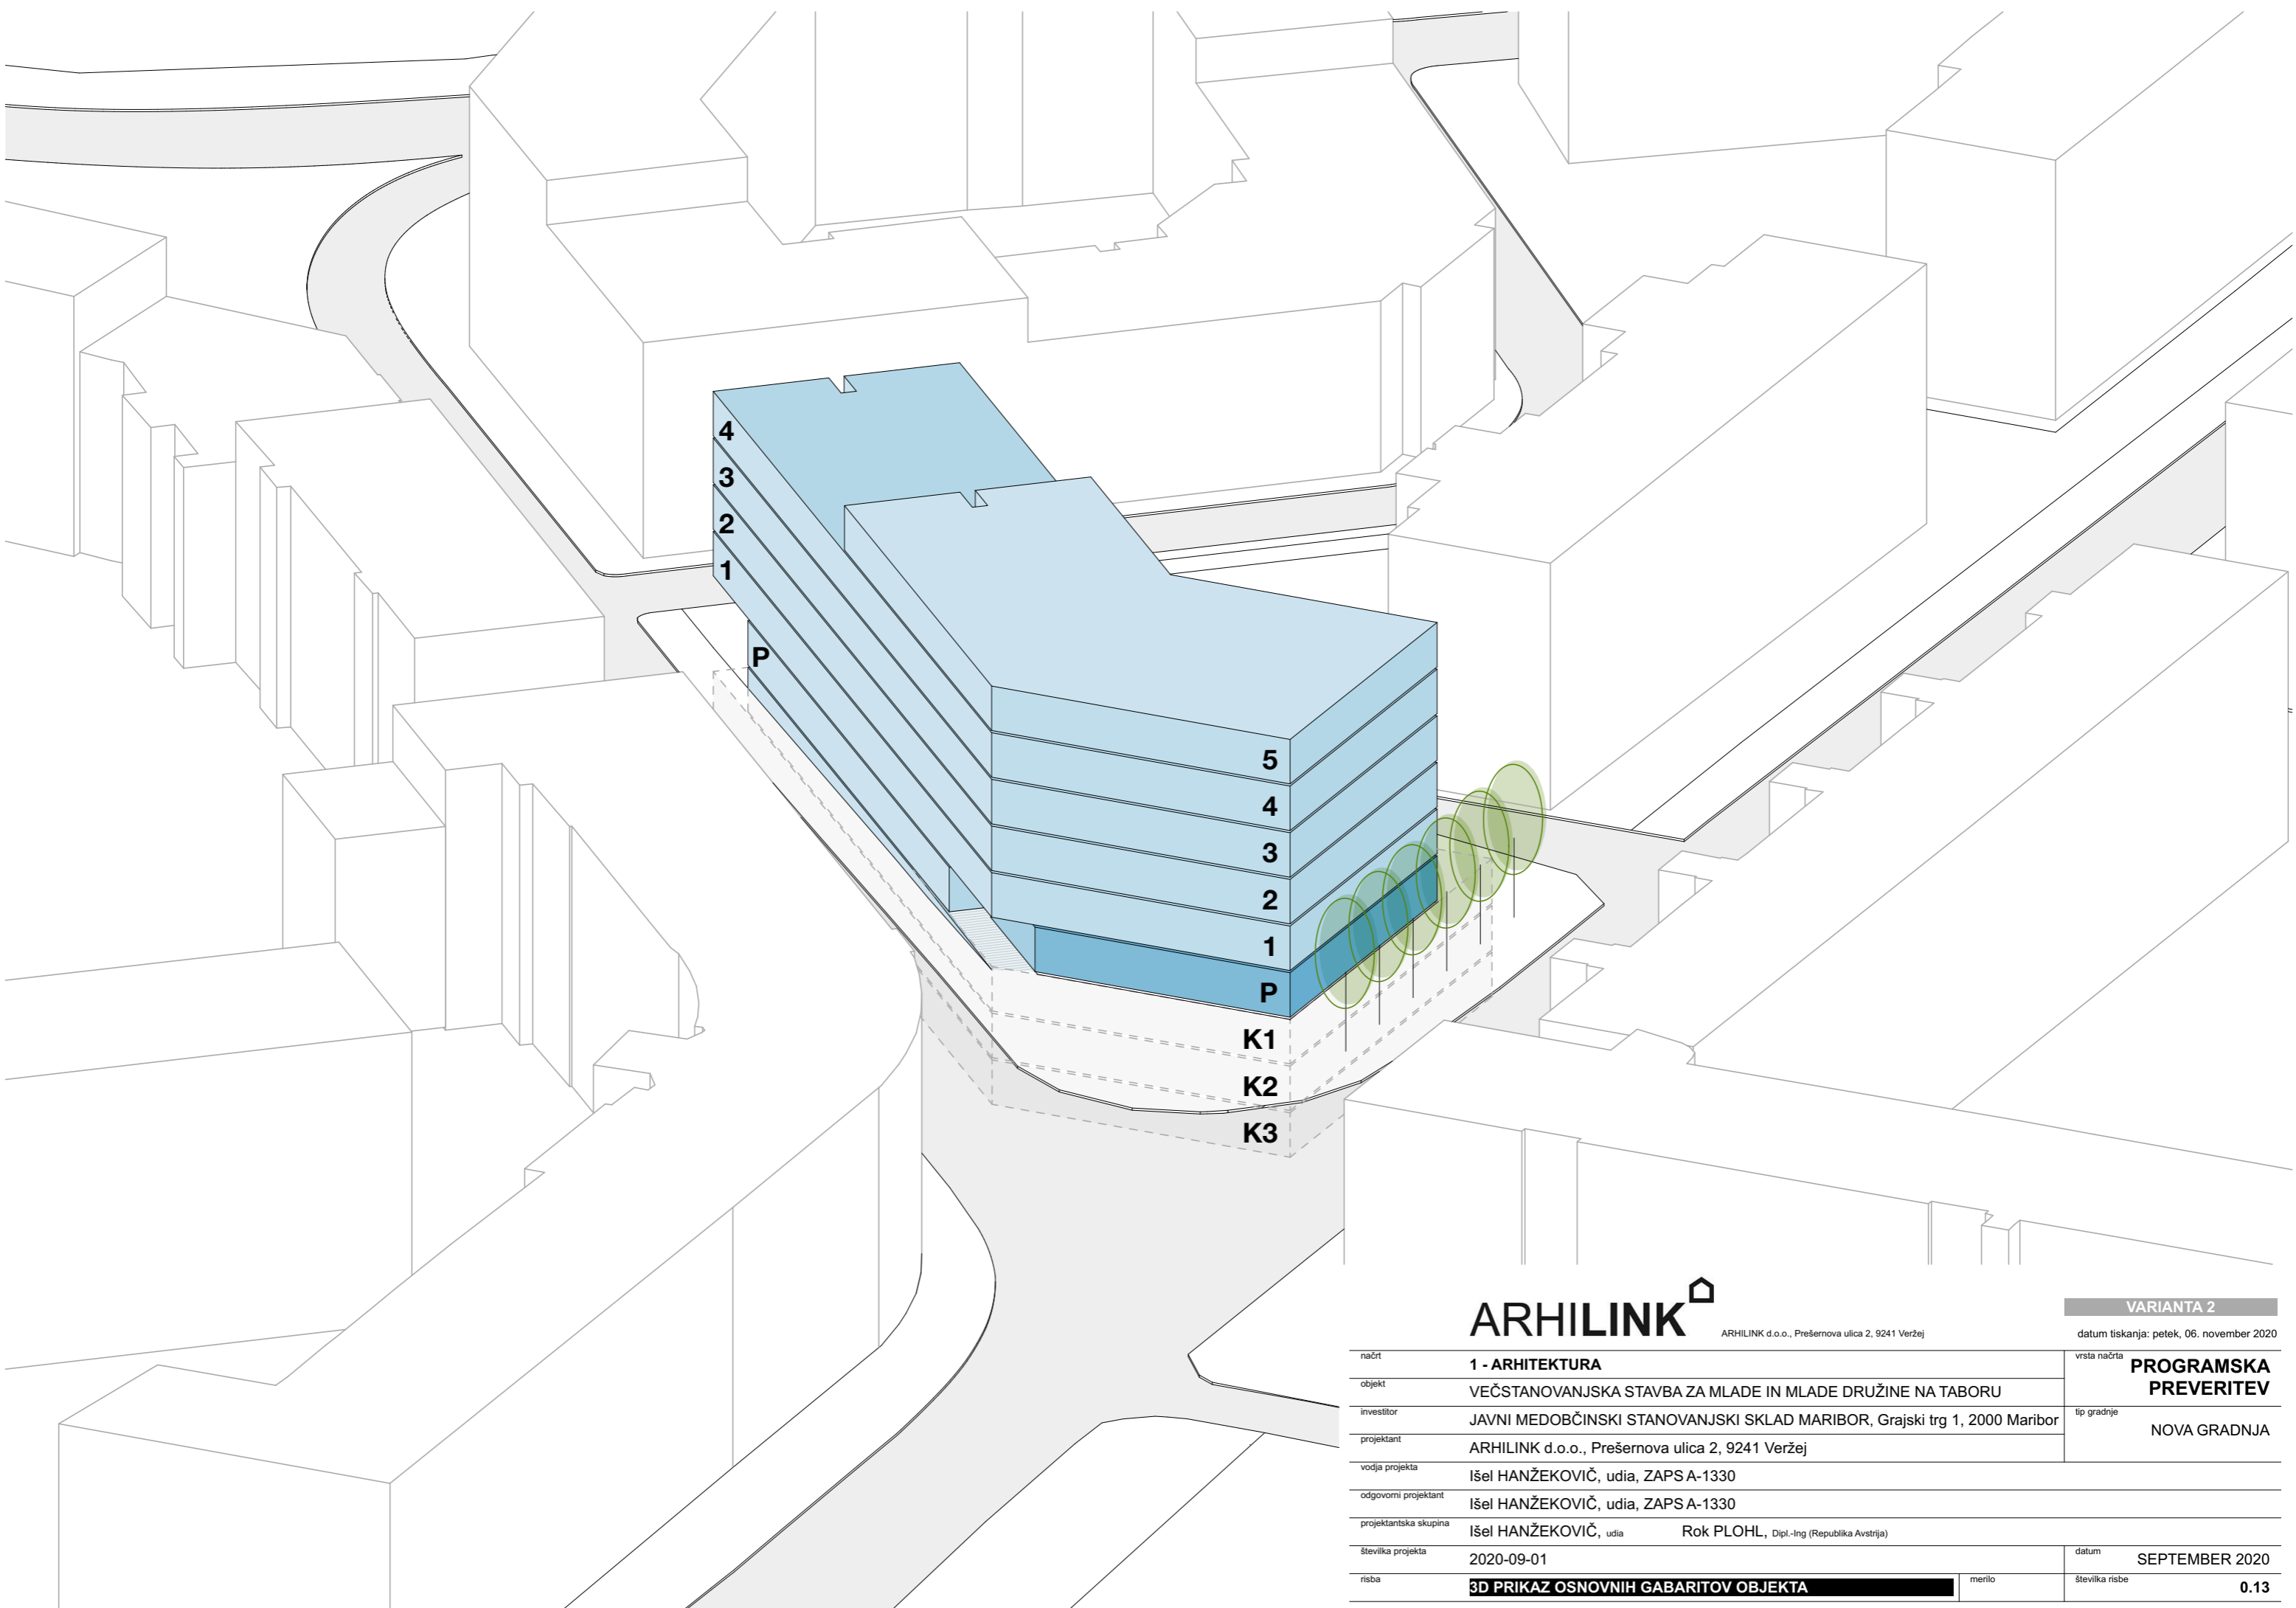 4
3
2
1
P
5
4
3
2
1
P
K1
K2
K3
ARHILINK
ARHILINK d.o.o., Prešernova ulica 2, 9241 Veržej
VARIANTA 2
datum tiskanja: petek, 06. november 2020
načrt
1 - ARHITEKTURA
vrsta načrta
PROGRAMSKA
PREVERITEV
objekt
VEČSTANOVANJSKA STAVBA ZA MLADE IN MLADE DRUŽINE NA TABORU
investitor
JAVNI MEDOBČINSKI STANOVANJSKI SKLAD MARIBOR, Grajski trg 1, 2000 Maribor
tip gradnje
NOVA GRADNJA
projektant
ARHILINK d.o.o., Prešernova ulica 2, 9241 Veržej
vodja projekta
Išel HANŽEKOVIČ, udia, ZAPS A-1330
odgovorni projektant
Išel HANŽEKOVIČ, udia, ZAPS A-1330
projektantska skupina
Išel HANŽEKOVIČ, udia Rok PLOHL, Dipl.-Ing (Republika Avstrija)
številka projekta
2020-09-01
datum
SEPTEMBER 2020
risba
3D PRIKAZ OSNOVNIH GABARITOV OBJEKTA
merilo
številka risbe
0.13